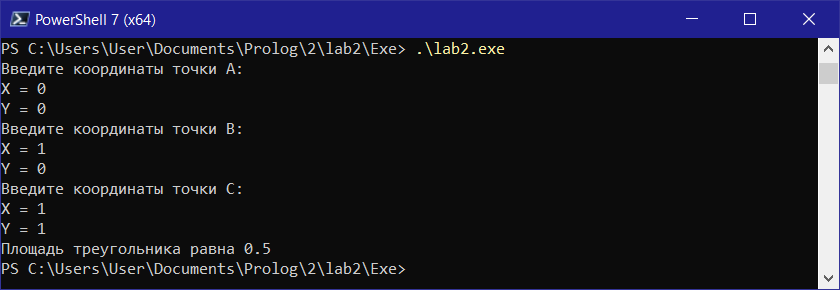 PowerShell 7 (x64)
PS C:\Users\User\Documents\Prolog\2\lab2\Exe> .\lab2.exe
Введите координаты точки A:
X = 0
Y = 0
Введите координаты точки B:
X = 1
Y = 0
Введите координаты точки C:
X = 1
Y = 1
Площадь треугольника равна 0.5
PS C:\Users\User\Documents\Prolog\2\lab2\Exe>